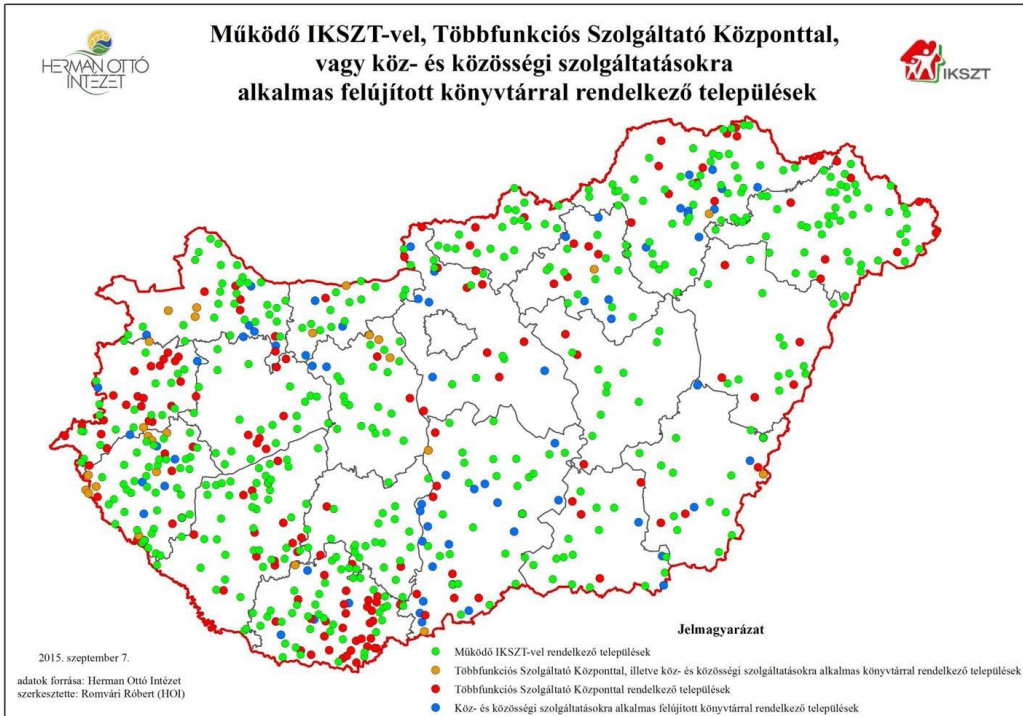 HERMAN OTTÓ
INTÉZET
Működő IKSZT-vel, Többfunkciós Szolgáltató Központtal,
vagy köz- és közösségi szolgáltatásokra
alkalmas felújított könyvtárral rendelkező települések
IKSZT
Jelmagyarázat
Működő IKSZT-vel rendelkező települések
Többfunkciós Szolgáltató Központtal, illetve köz- és közösségi szolgáltatásokra alkalmas könyvtárral rendelkező települések
Többfunkciós Szolgáltató Központtal rendelkező települések
Köz- és közösségi szolgáltatásokra alkalmas felújított könyvtárral rendelkező települések
2015. szeptember 7.
adatok forrása: Herman Ottó Intézet
szerkesztette: Romvári Róbert (HOI)